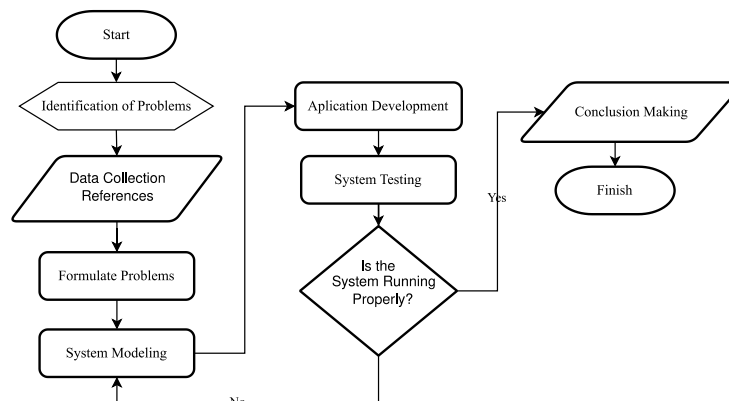 Start
Identification of Problems
Data Collection
References
Formulate Problems
System Modeling
Aplication Development
System Testing
Is the
System Running
Properly?
Yes
No
Conclusion Making
Finish